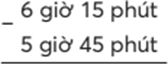 6 giờ 15 phút
-
5 giờ 45 phút